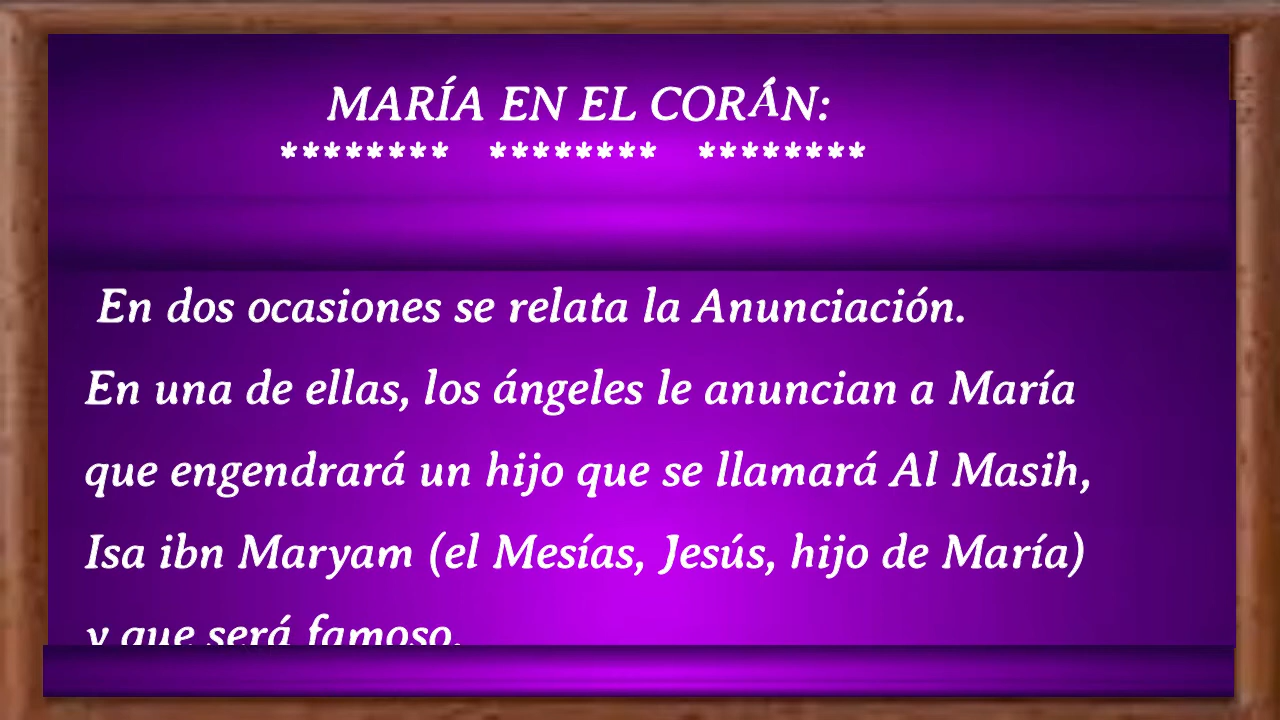 MARÍA EN EL CORÁN:
******** ******** ********
En dos ocasiones se relata la Anunciación.
En una de ellas, los ángeles le anuncian a María
que engendrará un hijo que se llamará Al Masih,
Isa ibn Maryam (el Mesías, Jesús, hijo de María)
y que será famoso.